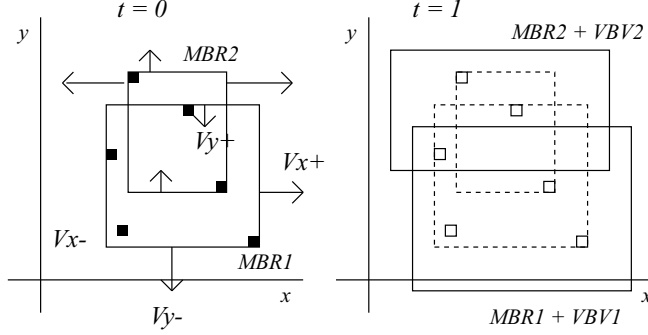 t = 0
y
MBR2
Vy+
Vx+
Vx-
MBR1
x
Vy-
t = 1
y
MBR2 + VBV2
x
MBR1 + VBV1